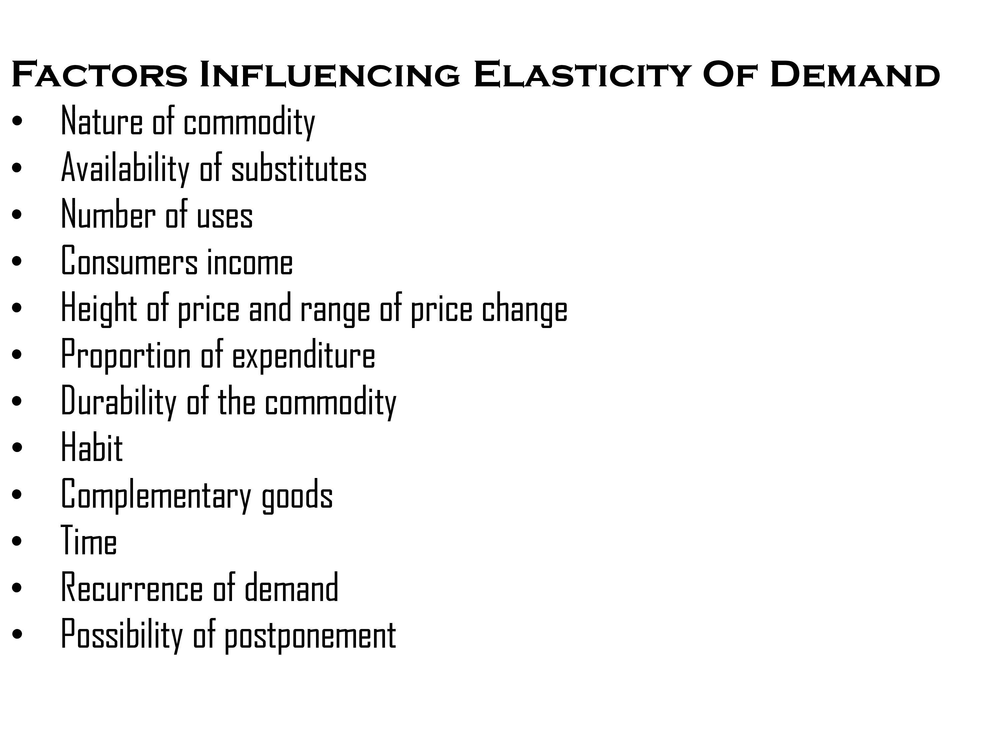 Factors Influencing Elasticity Of Demand
• Nature of commodity
• Availability of substitutes
• Number of uses
• Consumers income
• Height of price and range of price change
• Proportion of expenditure
• Durability of the commodity
• Habit
• Complementary goods
• Time
• Recurrence of demand
• Possibility of postponement